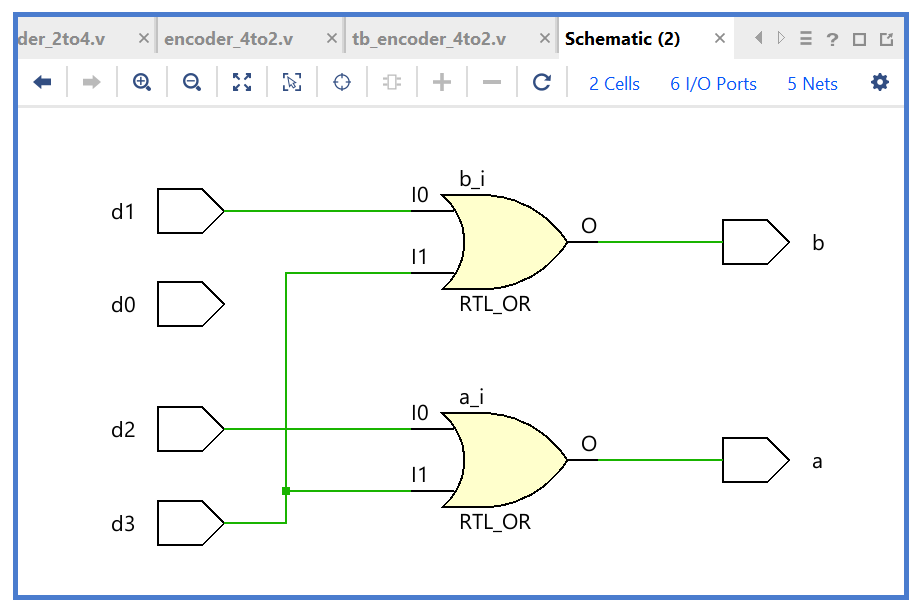 der_2to4.v × encoder_4to2.v × tb_encoder_4to2.v × Schematic (2) × ?
2 Cells 6 I/O Ports 5 Nets
b_i
I0
d1
O
b
I1
d0
RTL_OR
a_i
I0
d2
O
a
I1
d3
RTL_OR